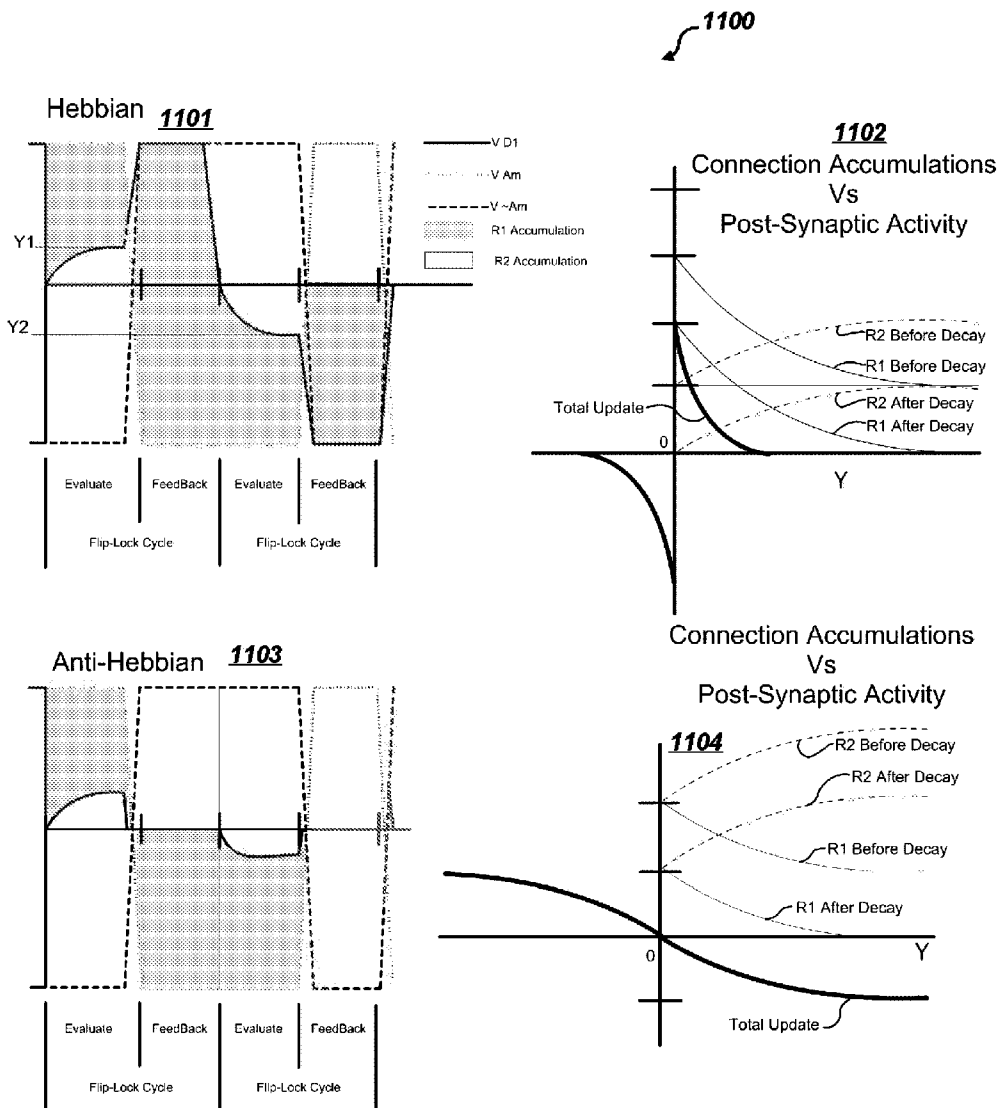 1100
Hebbian
1101
V D1
V Am
V ~Am
R1 Accumulation
R2 Accumulation
Y1
Y2
Evaluate
FeedBack
Evaluate
FeedBack
Flip-Lock Cycle
Flip-Lock Cycle
1102
Connection Accumulations
Vs
Post-Synaptic Activity
R2 Before Decay
R1 Before Decay
R2 After Decay
R1 After Decay
Total Update
0
Y
Anti-Hebbian
1103
Evaluate
FeedBack
Evaluate
FeedBack
Flip-Lock Cycle
Flip-Lock Cycle
Connection Accumulations
Vs
Post-Synaptic Activity
1104
R2 Before Decay
R2 After Decay
R1 Before Decay
R1 After Decay
0
Y
Total Update